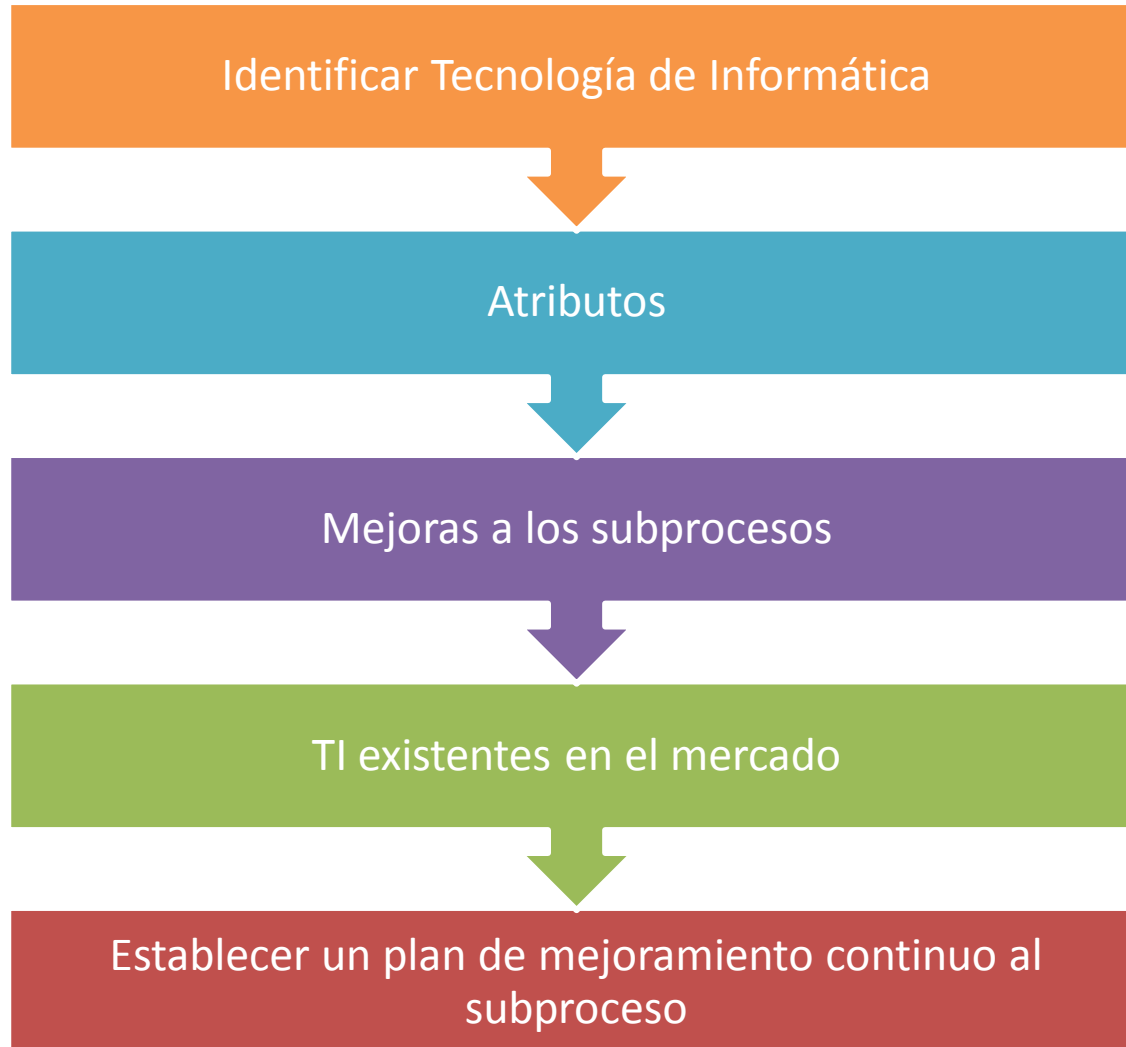 Identificar Tecnología de Informática
Atributos
Mejoras a los subprocesos
TI existentes en el mercado
Establecer un plan de mejoramiento continuo al
subproceso